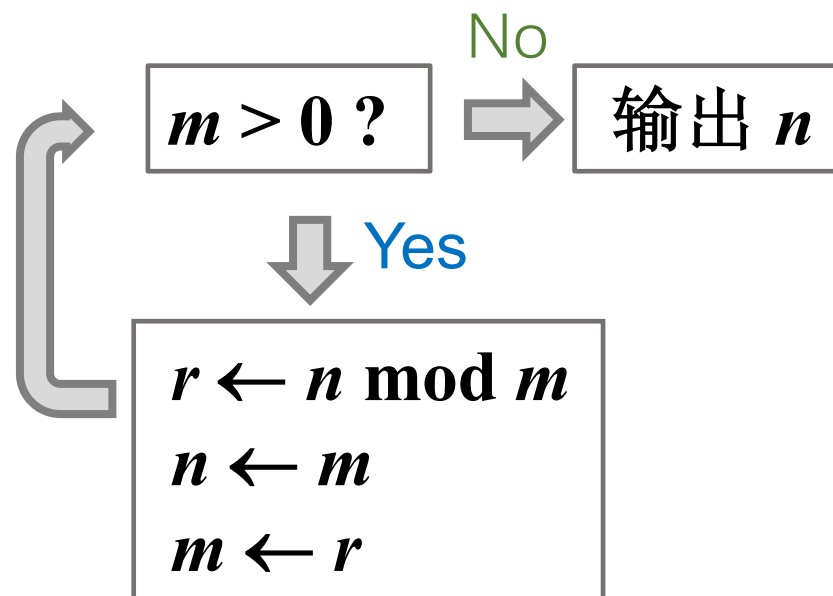 No
m > 0 ?
输出 n
Yes
r ← n mod m
n ← m
m ← r